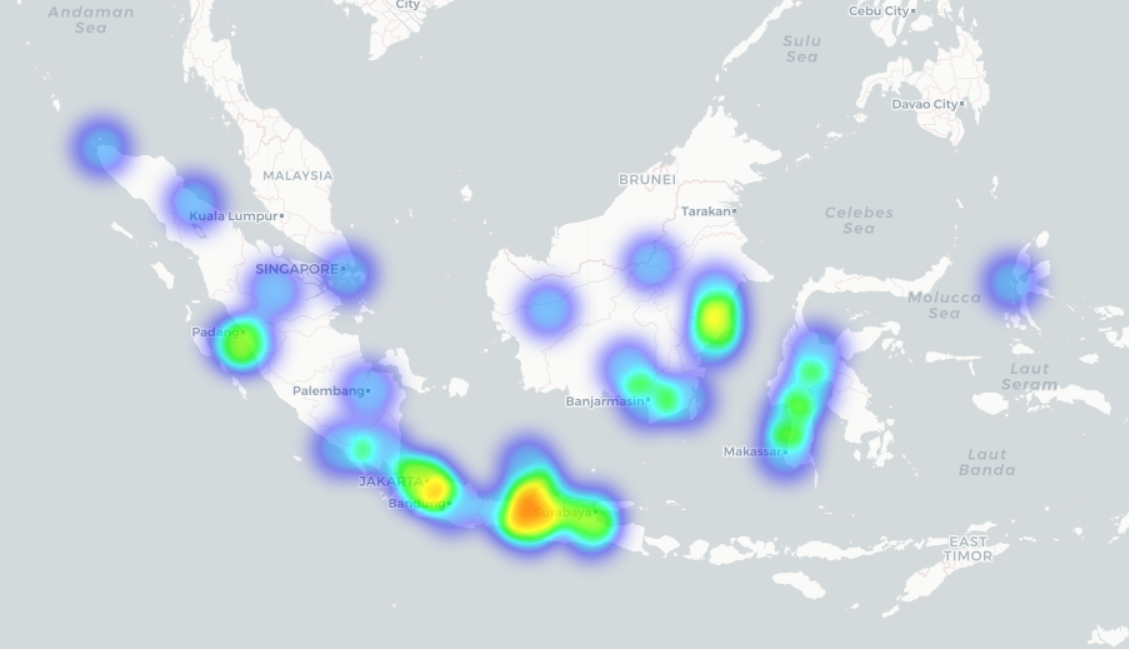 City
Cebu City
Andaman
Sea
Sulu
Sea
Davao City
MALAYSIA
BRUNEI
Kuala Lumpur
Tarakan
Celebes
Sea
SINGAPORE
Molucca
Sea
Padang
Laut
Seram
Palembang
Banjarmasin
Makassar
Laut
Banda
JAKARTA
Bandung
Surabaya
EAST
TIMOR